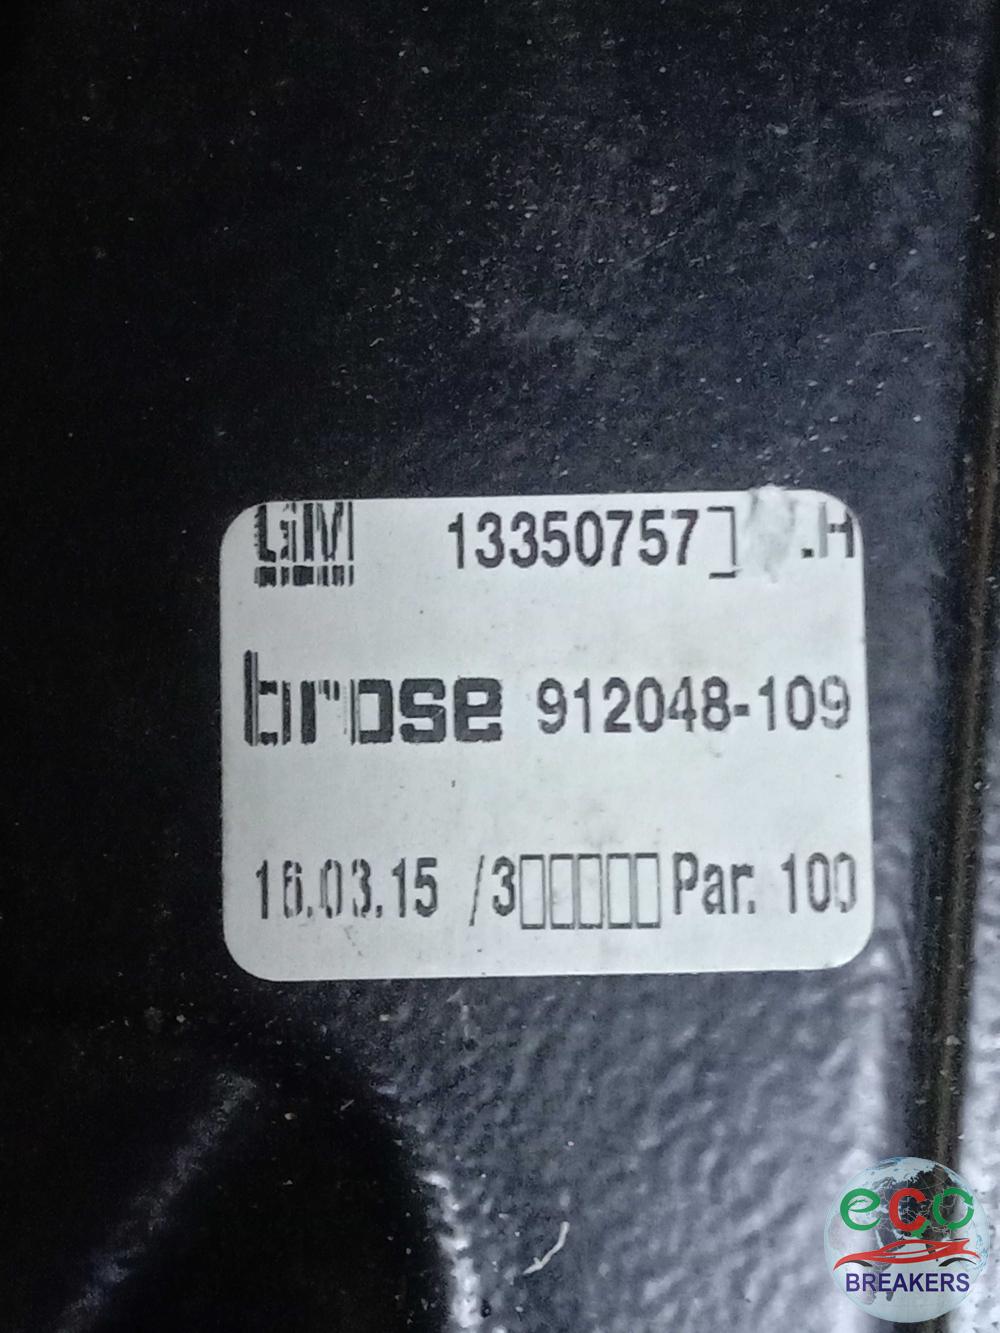 GM 13350757 .H
brose 912048-109
16.03.15 /3□□□□□ Par. 100
eco
BREAKERS